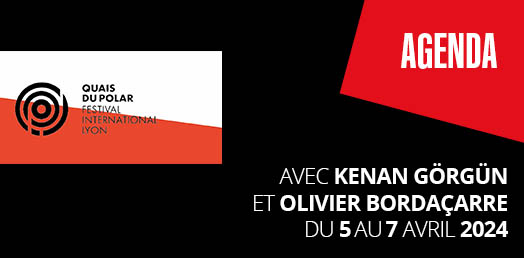 AGENDA
QUAIS
DU POLAR
FESTIVAL
INTERNATIONAL
LYON
AVEC KENAN GÖRGÜN
ET OLIVIER BORDAÇARRE
DU 5 AU 7 AVRIL 2024